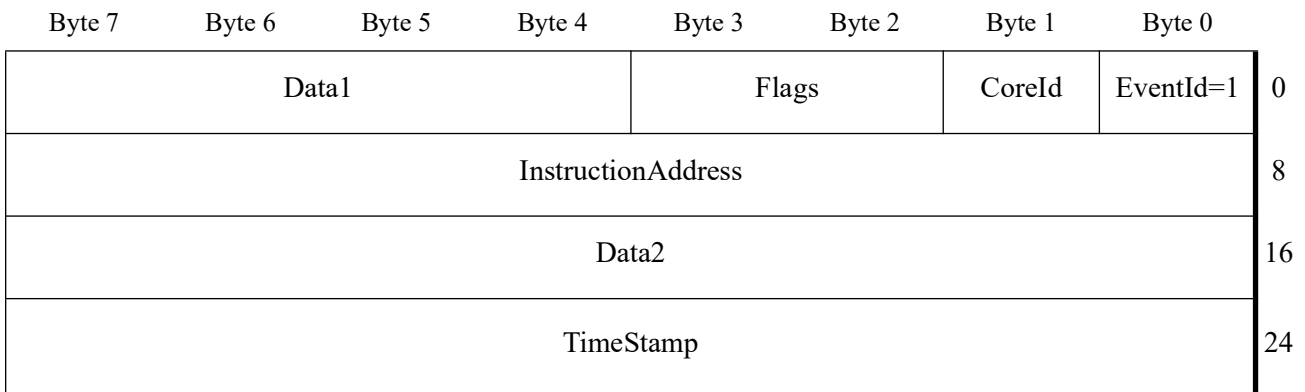 Byte 7 Byte 6 Byte 5 Byte 4 Byte 3 Byte 2 Byte 1 Byte 0
Data1 Flags CoreId EventId=1 0
InstructionAddress 8
Data2 16
TimeStamp 24